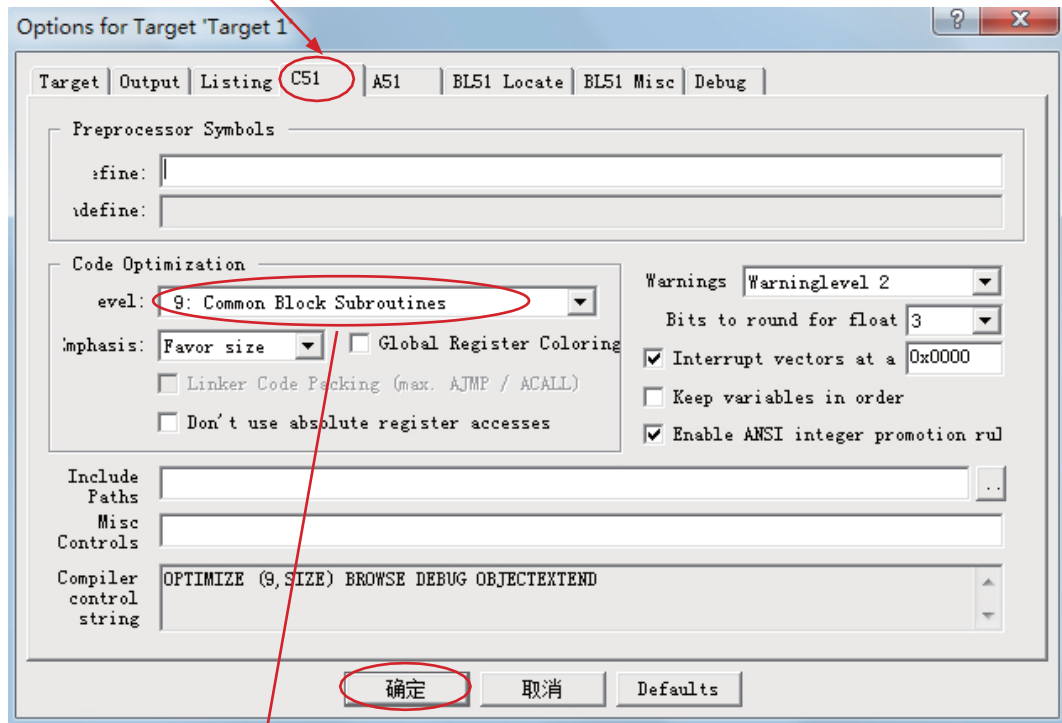 Options for Target 'Target 1'
Target Output Listing C51 A51 BL51 Locate BL51 Misc Debug
Preprocessor Symbols
efine:
ndefine:
Code Optimization
evel: 9: Common Block Subroutines
Emphasis: Favor size Global Register Coloring
Linker Code Packing (max. AJMP / ACALL)
Don't use absolute register accesses
Warnings Warninglevel 2
Bits to round for float 3
Interrupt vectors at a 0x0000
Keep variables in order
Enable ANSI integer promotion rul
Include Paths
..
Misc Controls
Compiler control string
OPTIMIZE (9,SIZE) BROWSE DEBUG OBJECTEXTEND
确定 取消 Defaults